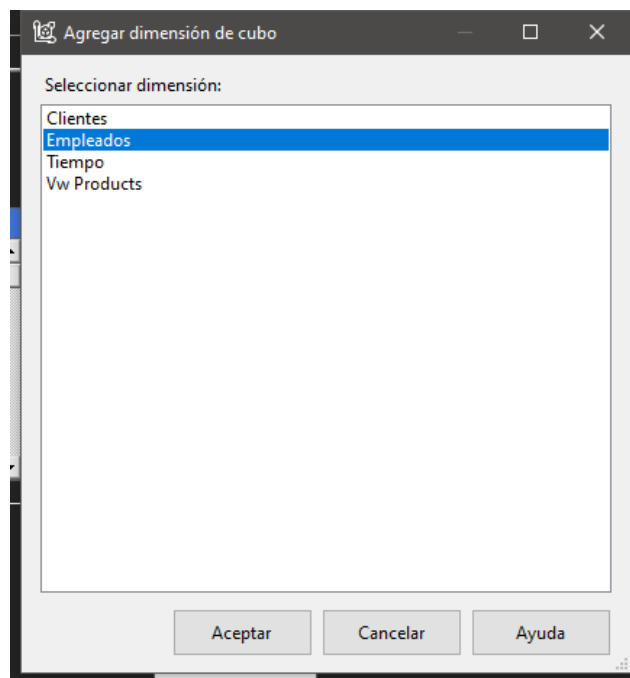 Agregar dimensión de cubo
Seleccionar dimensión:
Clientes
Empleados
Tiempo
Vw Products
Aceptar
Cancelar
Ayuda